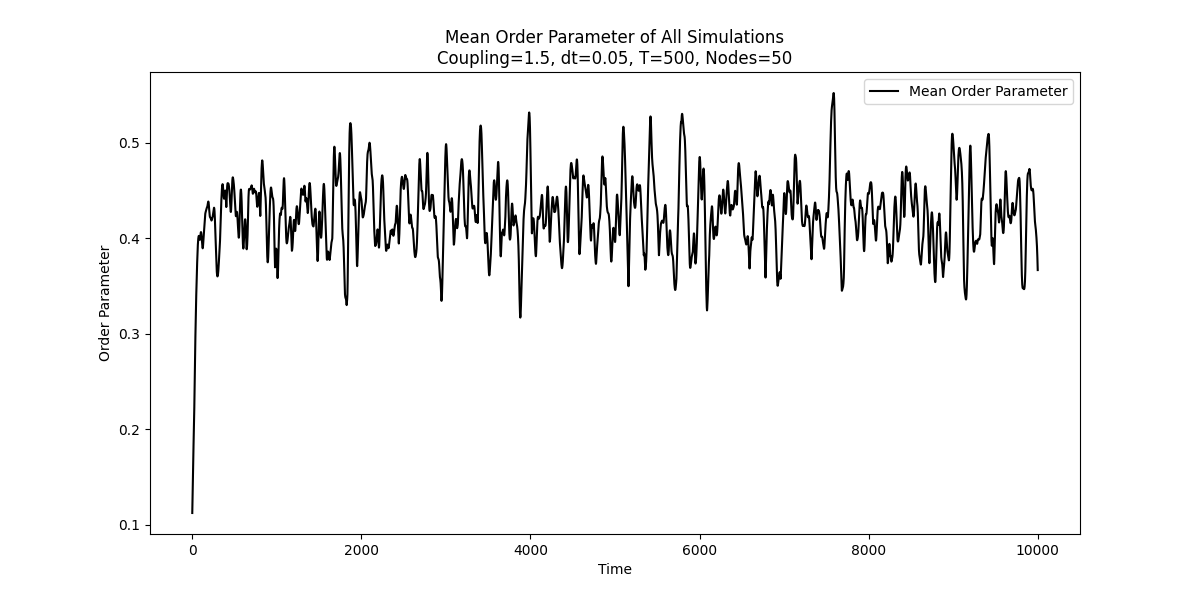 Mean Order Parameter of All Simulations
Coupling=1.5, dt=0.05, T=500, Nodes=50
Mean Order Parameter
0.5
0.4
0.3
0.2
0.1
Order Parameter
0 2000 4000 6000 8000 10000
Time